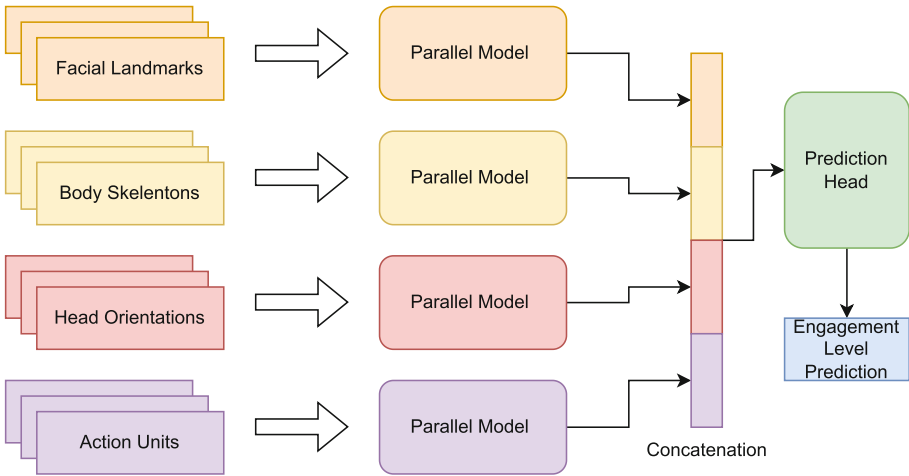 Facial Landmarks
Parallel Model
Body Skelentons
Parallel Model
Prediction
Head
Head Orientations
Parallel Model
Engagement
Level
Prediction
Action Units
Parallel Model
Concatenation